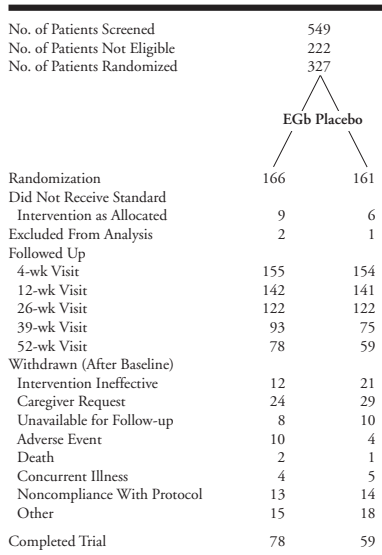 No. of Patients Screened 549
No. of Patients Not Eligible 222
No. of Patients Randomized 327
EGb Placebo
Randomization 166 161
Did Not Receive Standard
Intervention as Allocated 9 6
Excluded From Analysis 2 1
Followed Up
4-wk Visit 155 154
12-wk Visit 142 141
26-wk Visit 122 122
39-wk Visit 93 75
52-wk Visit 78 59
Withdrawn (After Baseline)
Intervention Ineffective 12 21
Caregiver Request 24 29
Unavailable for Follow-up 8 10
Adverse Event 10 4
Death 2 1
Concurrent Illness 4 5
Noncompliance With Protocol 13 14
Other 15 18
Completed Trial 78 59